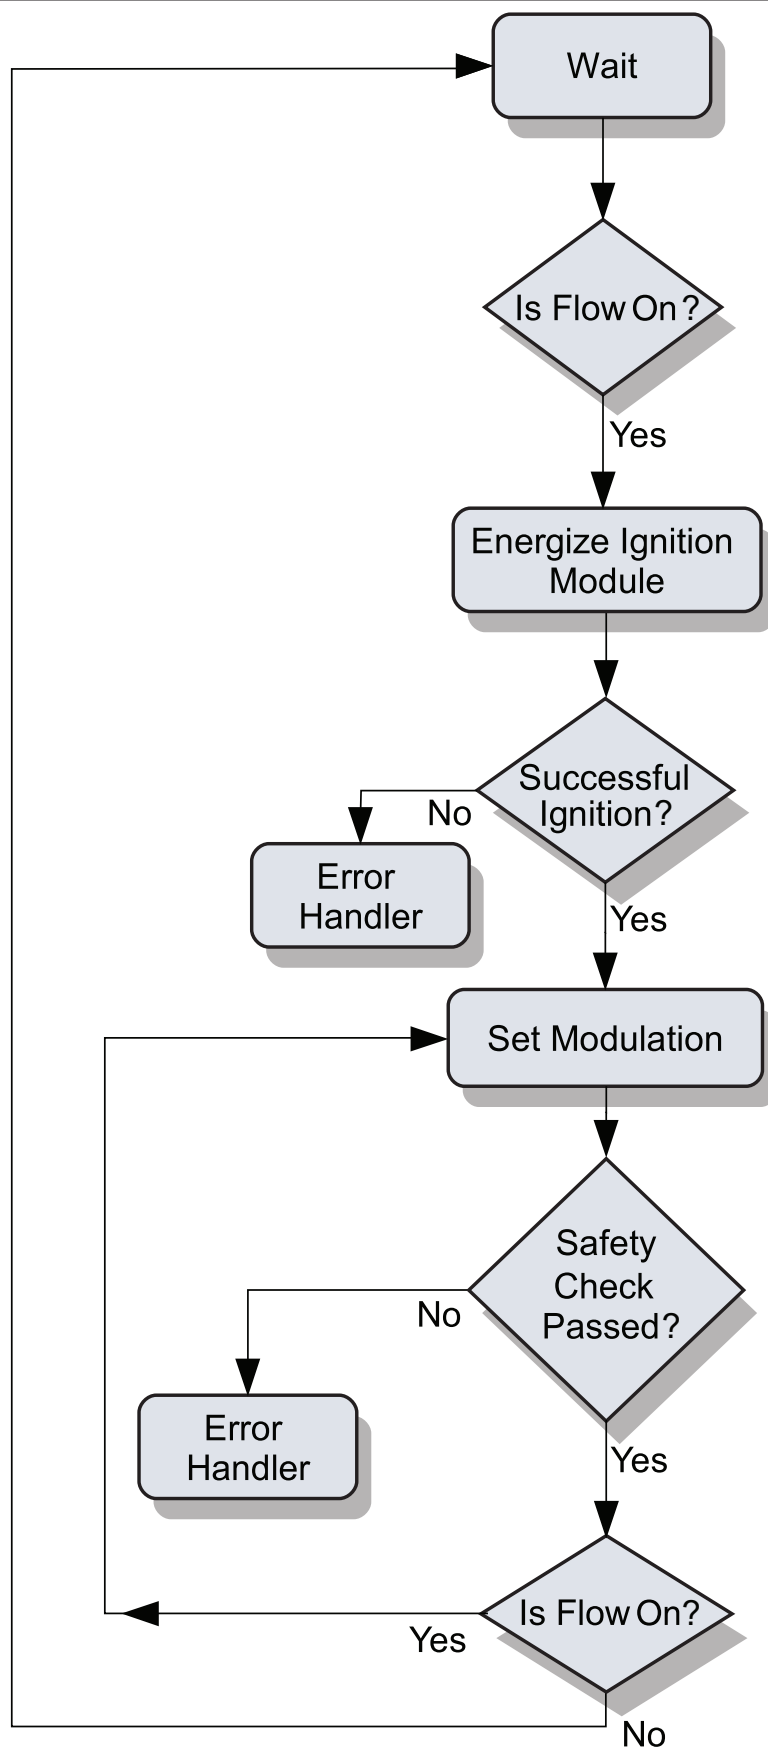 Wait
Is Flow On?
Yes
Energize Ignition
Module
Successful
Ignition?
No
Error
Handler
Yes
Set Modulation
Safety
Check
Passed?
No
Error
Handler
Yes
Is Flow On?
Yes
No